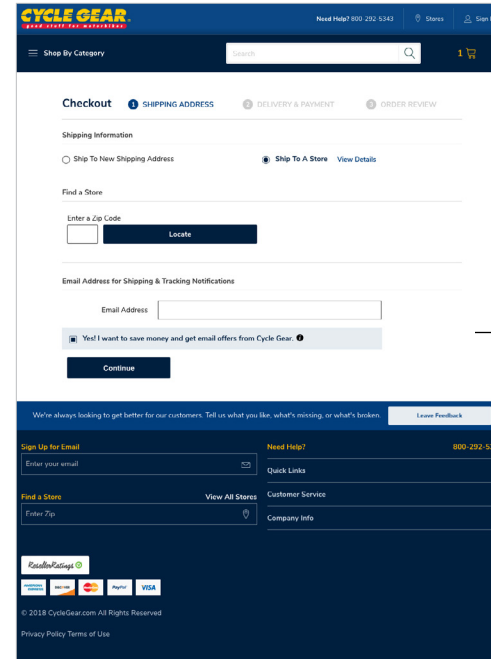 CYCLE GEAR.
good stuff for motorbikes
Need Help? 800-292-5343
Stores
Sign
Shop By Category
Search
1
Checkout
1 SHIPPING ADDRESS
2 DELIVERY & PAYMENT
3 ORDER REVIEW
Shipping Information
Ship To New Shipping Address
Ship To A Store View Details
Find a Store
Enter a Zip Code
Locate
Email Address for Shipping & Tracking Notifications
Email Address
Yes! I want to save money and get email offers from Cycle Gear.
Continue
We're always looking to get better for our customers. Tell us what you like, what's missing, or what's broken.
Leave Feedback
Sign Up for Email
Need Help?
800-292-53
Enter your email
Quick Links
Find a Store
View All Stores
Customer Service
Enter Zip
Company Info
ResellerRatings
DISCOVER
PayPal
VISA
© 2018 CycleGear.com All Rights Reserved
Privacy Policy Terms of Use